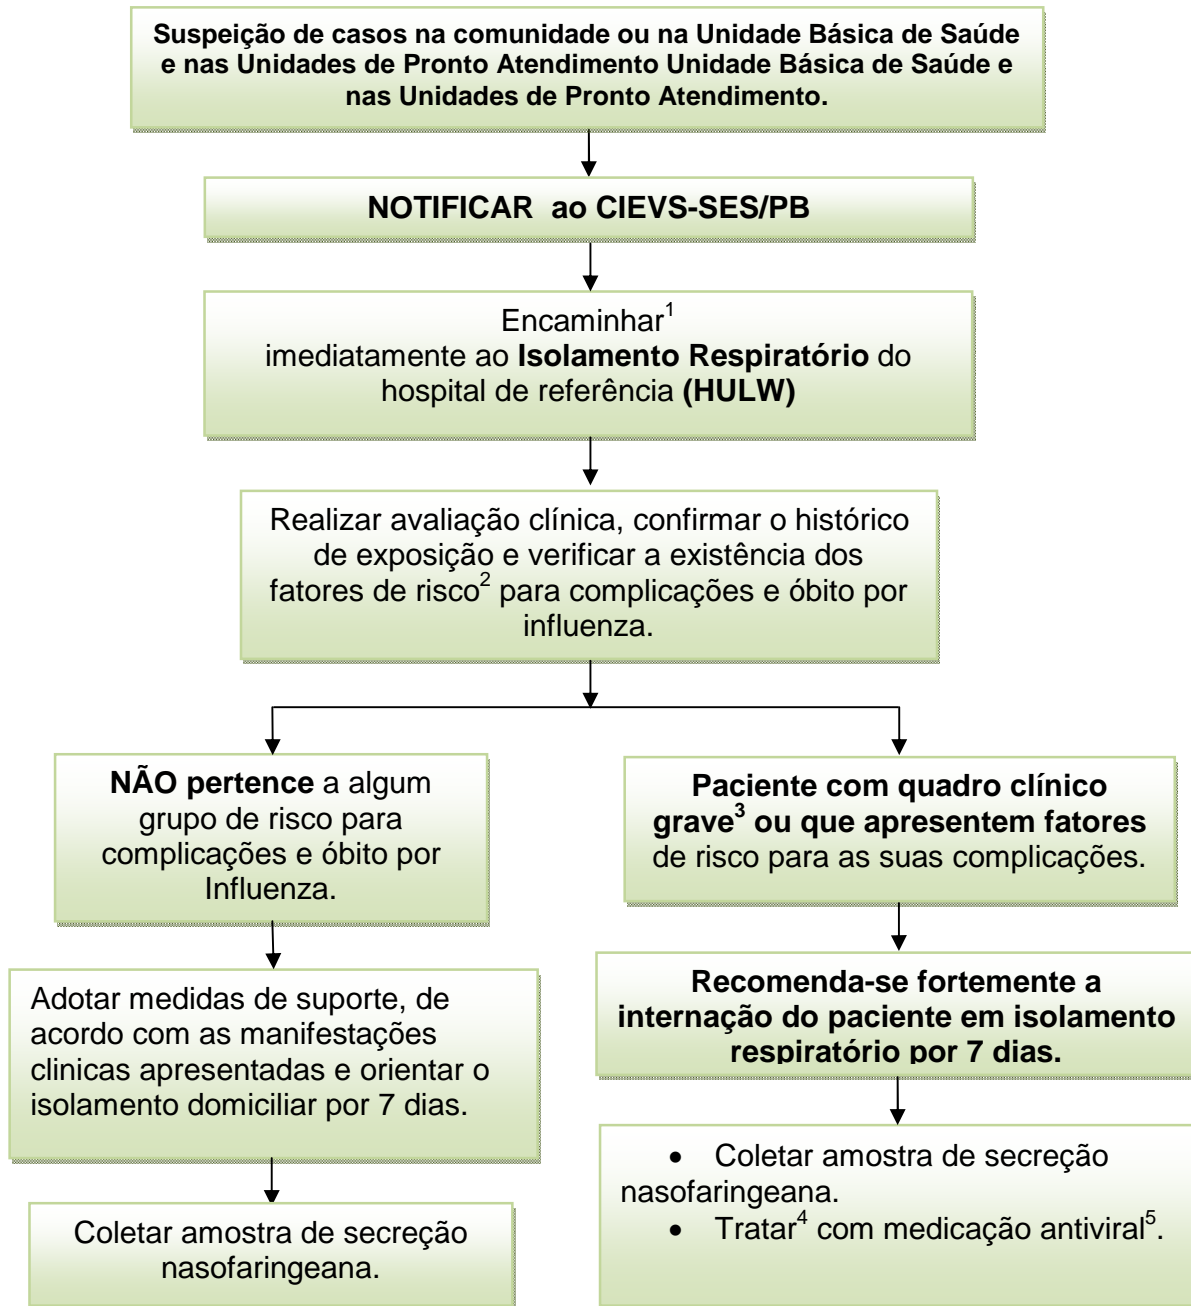 Suspeição de casos na comunidade ou na Unidade Básica de Saúde
e nas Unidades de Pronto Atendimento Unidade Básica de Saúde e
nas Unidades de Pronto Atendimento.
NOTIFICAR ao CIEVS-SES/PB
Encaminhar¹
imediatamente ao Isolamento Respiratório do
hospital de referência (HULW)
Realizar avaliação clínica, confirmar o histórico
de exposição e verificar a existência dos
fatores de risco² para complicações e óbito por
influenza.
NÃO pertence a algum
grupo de risco para
complicações e óbito por
Influenza.
Adotar medidas de suporte, de
acordo com as manifestações
clinicas apresentadas e orientar o
isolamento domiciliar por 7 dias.
Coletar amostra de secreção
nasofaringeana.
Paciente com quadro clínico
grave³ ou que apresentem fatores
de risco para as suas complicações.
Recomenda-se fortemente a
internação do paciente em isolamento
respiratório por 7 dias.
• Coletar amostra de secreção
nasofaringeana.
• Tratar⁴ com medicação antiviral⁵.